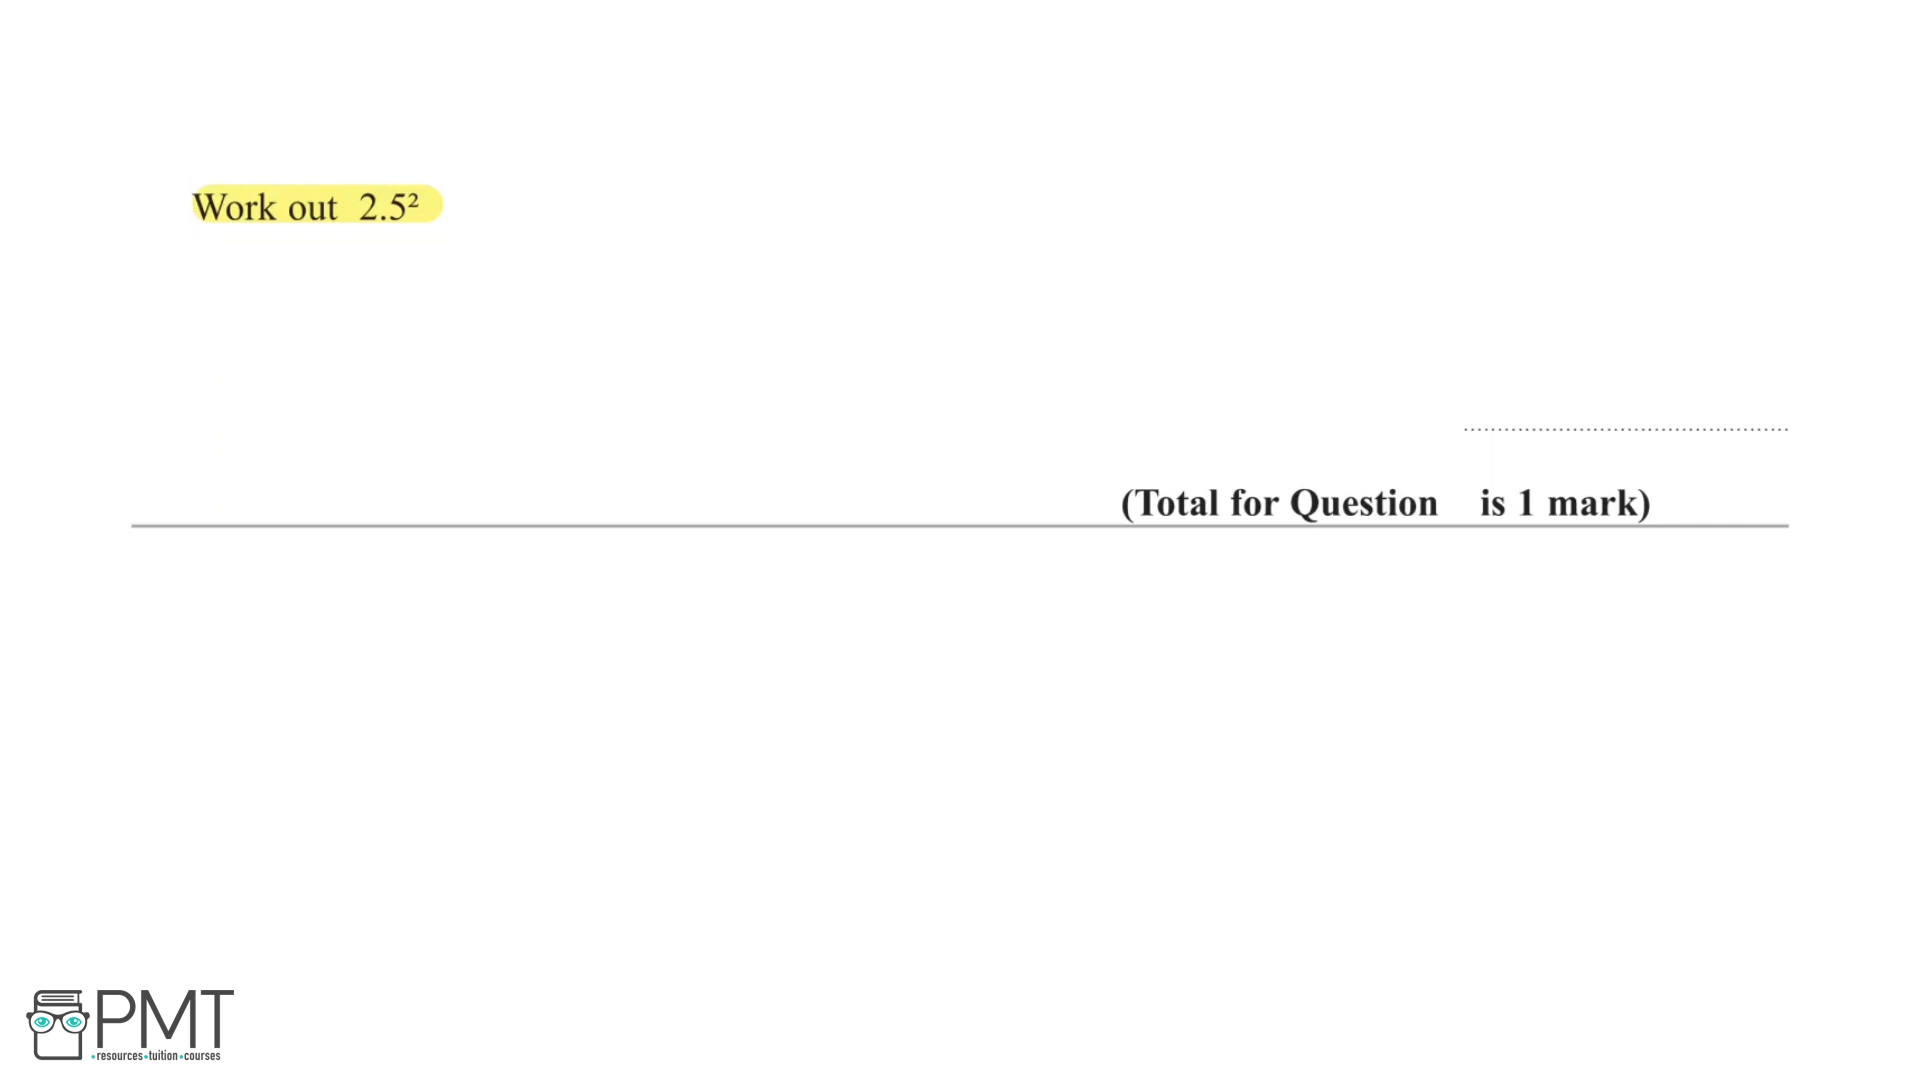 Work out 2.5²
(Total for Question is 1 mark)
PMT
•resources•tuition•courses